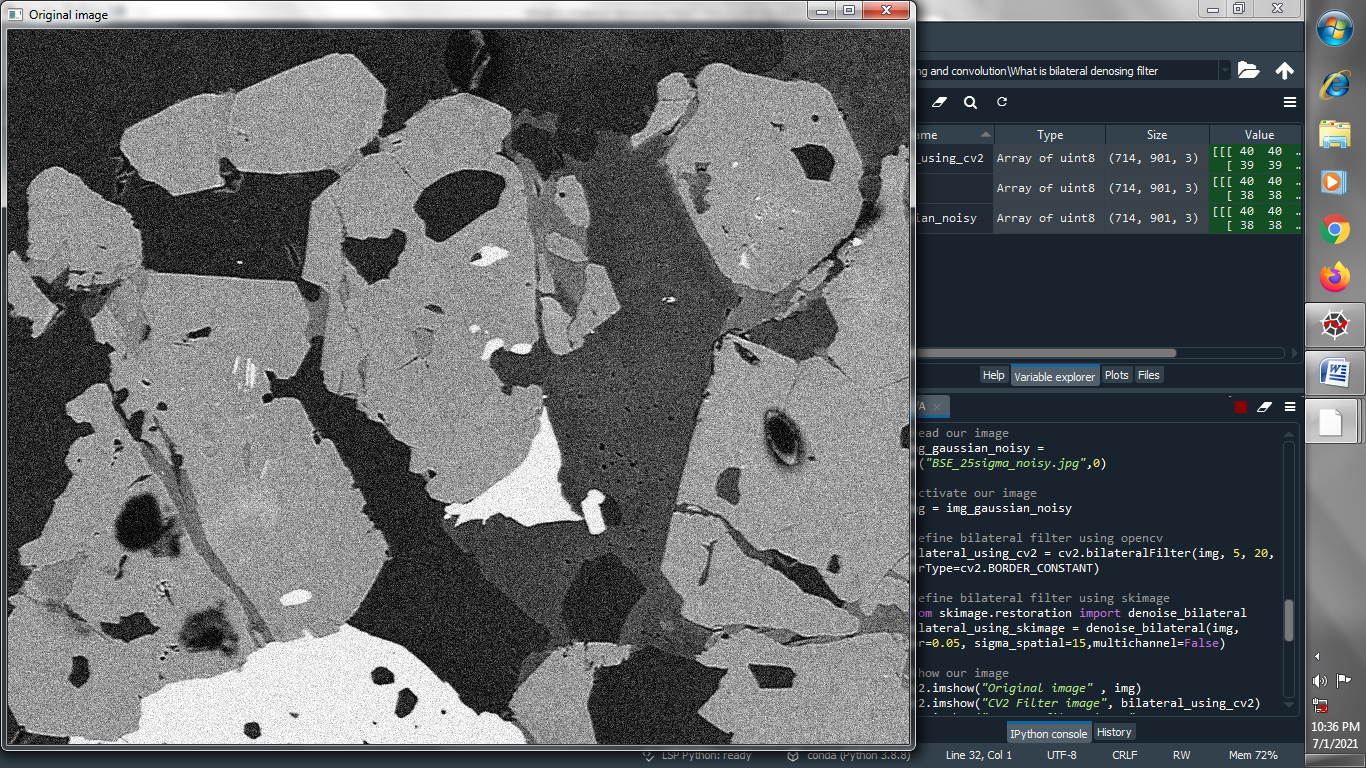 Original image
ng and convolution\What is bilateral denosing filter
me Type Size Value
_using_cv2 Array of uint8 (714, 901, 3) [[[ 40 40 ..
[ 39 39 ..
Array of uint8 (714, 901, 3) [[[ 40 40 ..
[ 38 38 ..
ian_noisy Array of uint8 (714, 901, 3) [[[ 40 40 ..
[ 38 38 ..
Help Variable explorer Plots Files
/A
ead our image
g_gaussian_noisy =
("BSE_25sigma_noisy.jpg",0)
ctivate our image
g = img_gaussian_noisy
efine bilateral filter using opencv
lateral_using_cv2 = cv2.bilateralFilter(img, 5, 20,
rType=cv2.BORDER_CONSTANT)
efine bilateral filter using skimage
om skimage.restoration import denoise_bilateral
lateral_using_skimage = denoise_bilateral(img,
r=0.05, sigma_spatial=15,multichannel=False)
how our image
2.imshow("Original image" , img)
2.imshow("CV2 Filter image", bilateral_using_cv2)
IPython console History
LSP Python: ready conda (Python 3.8.8) Line 32, Col 1 UTF-8 CRLF RW Mem 72%
10:36 PM
7/1/2021